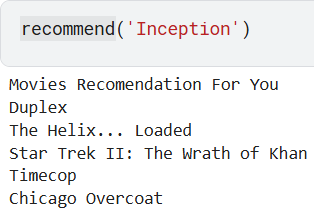 recommend('Inception')
Movies Recomendation For You
Duplex
The Helix... Loaded
Star Trek II: The Wrath of Khan
Timecop
Chicago Overcoat